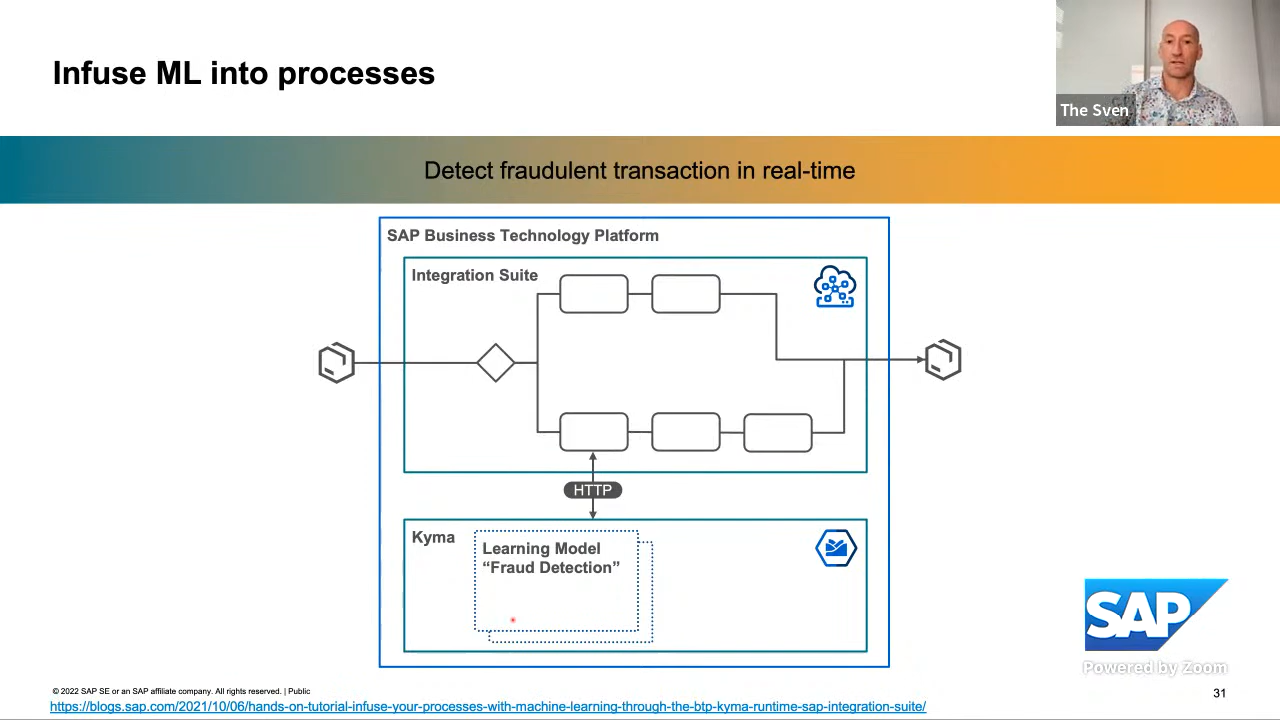 Infuse ML into processes
The Sven
Detect fraudulent transaction in real-time
SAP Business Technology Platform
Integration Suite
HTTP
Kyma
Learning Model
“Fraud Detection”
SAP
Powered by Zoom
© 2022 SAP SE or an SAP affiliate company. All rights reserved. | Public
31
https://blogs.sap.com/2021/10/06/hands-on-tutorial-infuse-your-processes-with-machine-learning-through-the-btp-kyma-runtime-sap-integration-suite/